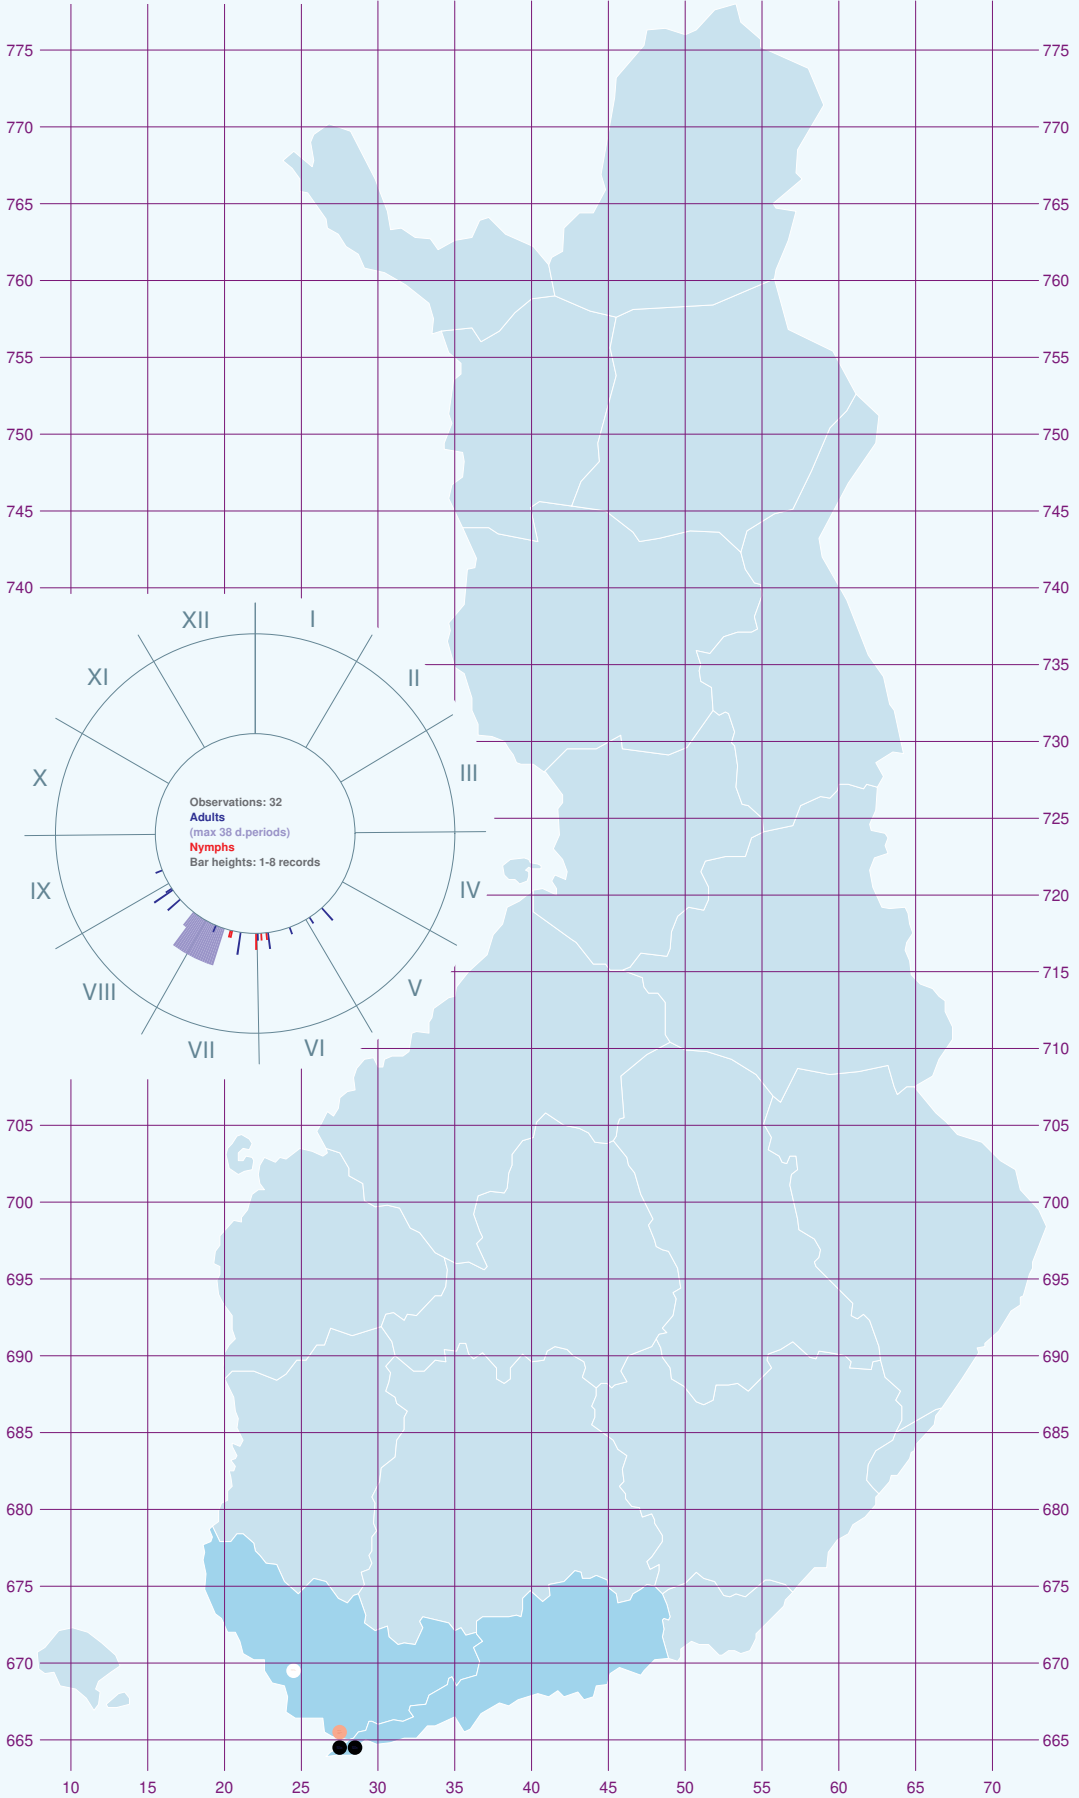 775 775
770 770
765 765
760 760
755 755
750 750
745 745
740 740
XII I
XI II
735
730
X III
725
Observations: 32
Adults
(max 38 d.periods)
Nymphs
Bar heights: 1-8 records
IX IV
720
VIII V
715
VII VI
710
705 705
700 700
695 695
690 690
685 685
680 680
675 675
670 670
665 665
10 15 20 25 30 35 40 45 50 55 60 65 70